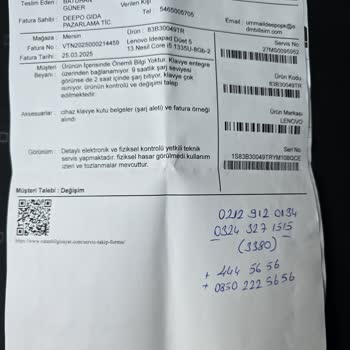 Teslim Eden : BATURAY GÜNER
Verilen Kişi
Tel : 5465006705
Fatura Sahibi : DEEPO GIDA PAZARLAMA TİC
Email :
Mağaza : Mersin
Ürün : 83B30049TR
Fatura No : VTN2025000214459
Lenovo Ideapad Duet 5
13 Nesil Core i5 1335U-8Gb-2
Fatura Tarihi : 25.03.2025
Servis No
Müşteri Beyanı : Ürünün İçerisinde Önemli Bilgi Yoktur. Klavye entegre
üzerinden bağlanamıyor. 9 saatlik şarj seviyesi
görünse de 2 saat içinde şarj bitiyor, klavye çok
ısınıyor, ürünün kontrolü ve değişimi talep
edilmektedir.
Ürün Kodu
83B30049TR
Aksesuarlar : cihaz klavye kutu belgeler (şarj aleti) ve fatura örneği
alındı
Ürün Markası
LENOVO
Seri No
1S83B30049TRYM10BQCE
Görünüm : Detaylı elektronik ve fiziksel kontrolü yetkili teknik
servis yapmaktadır. fiziksel hasar görülmedi.kullanım
izleri ve tozlanmalar mevcuttur.
Müşteri Talebi : Değişim
0212 912 0134
0324 327 1515
(3380)
+ 444 56 56
+ 0850 222 56 56